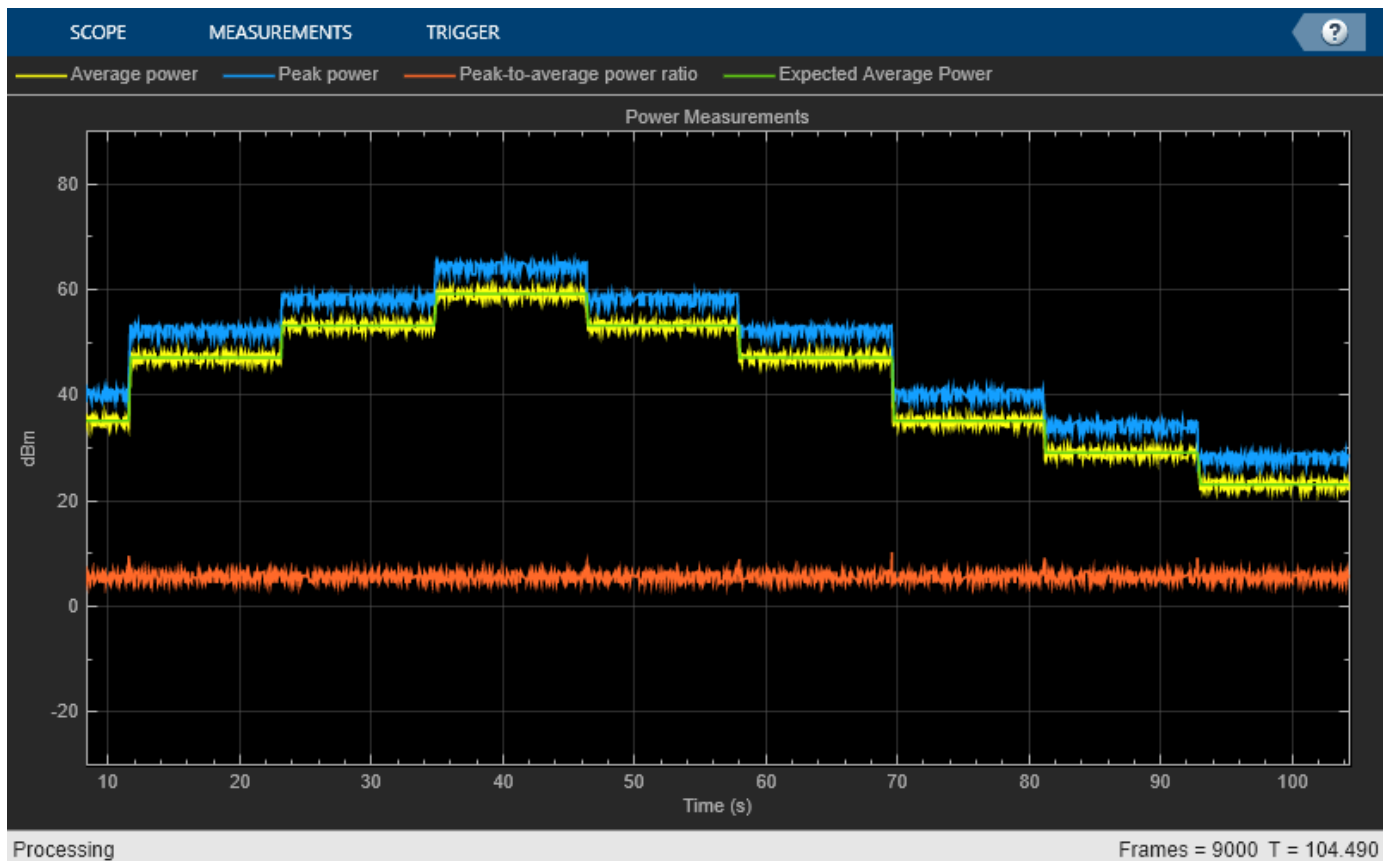 SCOPE MEASUREMENTS TRIGGER ?
Average power Peak power Peak-to-average power ratio Expected Average Power
Power Measurements
80
60
40
20
0
-20
dBm
10 20 30 40 50 60 70 80 90 100
Time (s)
Processing Frames = 9000 T = 104.490